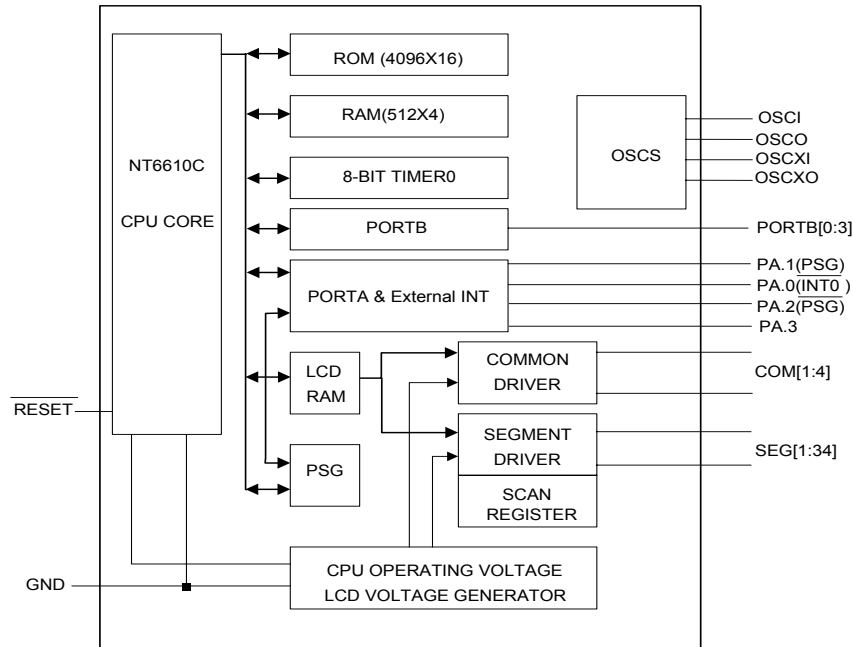 ROM (4096X16)
RAM(512X4)
8-BIT TIMER0
PORTB
PORTA & External INT
NT6610C
CPU CORE
OSCS
OSCI
OSCO
OSCXI
OSCXO
PORTB[0:3]
PA.1(PSG)
PA.0(INT0 )
PA.2(PSG)
PA.3
LCD
RAM
COMMON
DRIVER
COM[1:4]
RESET
SEGMENT
DRIVER
SEG[1:34]
PSG
SCAN
REGISTER
GND
CPU OPERATING VOLTAGE
LCD VOLTAGE GENERATOR